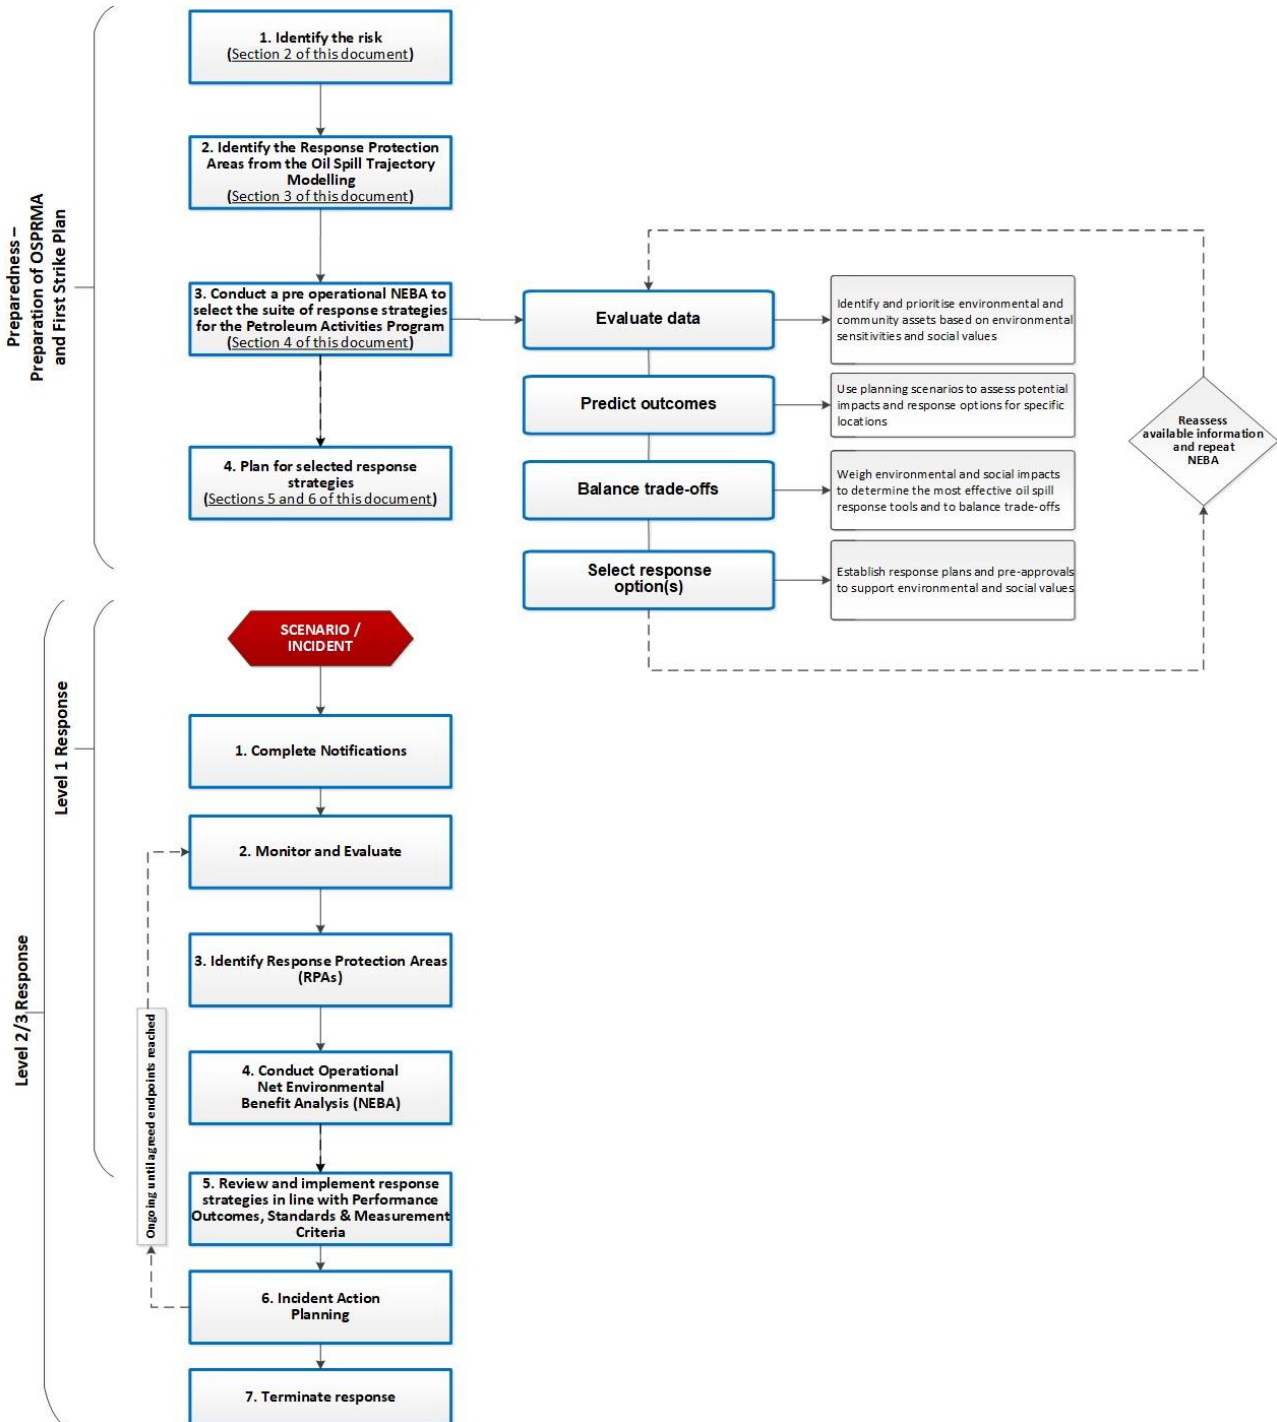 Preparedness –
Preparation of OSPRMA
and First Strike Plan
1. Identify the risk
(Section 2 of this document)
2. Identify the Response Protection
Areas from the Oil Spill Trajectory
Modelling
(Section 3 of this document)
3. Conduct a pre operational NEBA to
select the suite of response strategies
for the Petroleum Activities Program
(Section 4 of this document)
4. Plan for selected response
strategies
(Sections 5 and 6 of this document)
Evaluate data
Identify and prioritise environmental and
community assets based on environmental
sensitivities and social values
Predict outcomes
Use planning scenarios to assess potential
impacts and response options for specific
locations
Balance trade-offs
Weigh environmental and social impacts
to determine the most effective oil spill
response tools and to balance trade-offs
Select response
option(s)
Establish response plans and pre-approvals
to support environmental and social values
Reassess
available information
and repeat
NEBA
Level 1 Response
Level 2/3 Response
SCENARIO /
INCIDENT
1. Complete Notifications
2. Monitor and Evaluate
3. Identify Response Protection Areas
(RPAs)
4. Conduct Operational
Net Environmental
Benefit Analysis (NEBA)
5. Review and implement response
strategies in line with Performance
Outcomes, Standards & Measurement
Criteria
6. Incident Action
Planning
7. Terminate response
Ongoing until agreed endpoints reached